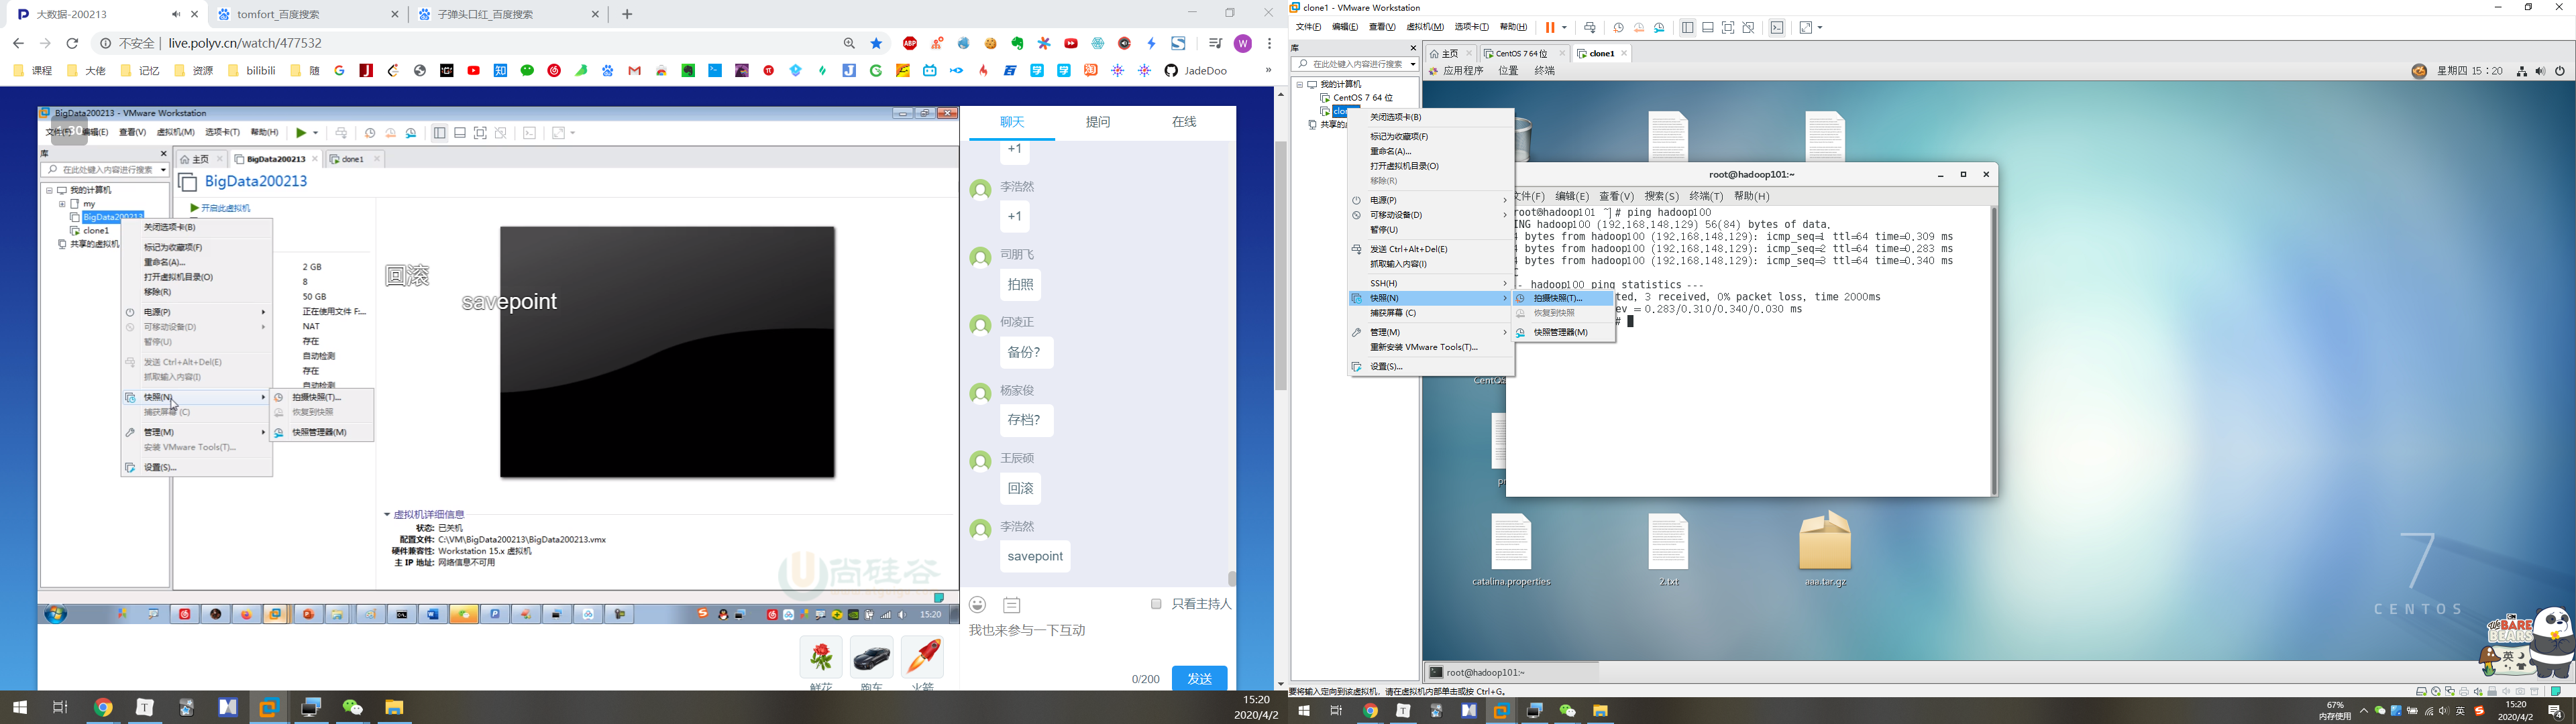 大数据-200213
tomfort_百度搜索
子弹头口红_百度搜索
不安全 | live.polyv.cn/watch/477532
课程
大佬
记忆
资源
bilibili
随
JadeDoo
BigData200213 - VMware Workstation
编辑(E) 查看(V) 虚拟机(M) 选项卡(T) 帮助(H)
库
在此处键入内容进行搜索
我的计算机
my
BigData200213
clone1
共享的虚拟机
主页
BigData200213
clone1
BigData200213
开启此虚拟机
关闭选项卡(B)
标记为收藏项(F)
重命名(A)...
打开虚拟机目录(O)
移除(R)
电源(P)
可移动设备(D)
暂停(U)
发送 Ctrl+Alt+Del(E)
抓取输入内容(I)
快照(N)
捕获屏幕 (C)
管理(M)
安装 VMware Tools(T)...
设置(S)...
拍摄快照(T)...
恢复到快照
快照管理器(M)
2 GB
8
50 GB
正在使用文件 F:...
NAT
存在
自动检测
存在
自动检测
回滚
savepoint
虚拟机详细信息
状态: 已关机
配置文件: C:\VM\BigData200213\BigData200213.vmx
硬件兼容性: Workstation 15.x 虚拟机
主 IP 地址: 网络信息不可用
尚硅谷
15:20
聊天
提问
在线
+1
李浩然
+1
司朋飞
拍照
何凌正
备份?
杨家俊
存档?
王辰硕
回滚
李浩然
savepoint
只看主持人
我也来参与一下互动
0/200
发送
鲜花
跑车
火箭
15:20
2020/4/2
clone1 - VMware Workstation
文件(F) 编辑(E) 查看(V) 虚拟机(M) 选项卡(T) 帮助(H)
库
在此处键入内容进行搜索
我的计算机
CentOS 7 64 位
主页
CentOS 7 64 位
clone1
应用程序 位置 终端
星期四 15：20
关闭选项卡(B)
标记为收藏项(F)
重命名(A)...
打开虚拟机目录(O)
移除(R)
电源(P)
可移动设备(D)
暂停(U)
发送 Ctrl+Alt+Del(E)
抓取输入内容(I)
SSH(H)
快照(N)
捕获屏幕 (C)
管理(M)
重新安装 VMware Tools(T)...
设置(S)...
拍摄快照(T)...
恢复到快照
快照管理器(M)
root@hadoop101:~
文件(F) 编辑(E) 查看(V) 搜索(S) 终端(T) 帮助(H)
root@hadoop101 ~]# ping hadoop100
ING hadoop100 (192.168.148.129) 56(84) bytes of data.
4 bytes from hadoop100 (192.168.148.129): icmp_seq=1 ttl=64 time=0.309 ms
4 bytes from hadoop100 (192.168.148.129): icmp_seq=2 ttl=64 time=0.283 ms
4 bytes from hadoop100 (192.168.148.129): icmp_seq=3 ttl=64 time=0.340 ms
- hadoop100 ping statistics ---
ted, 3 received, 0% packet loss, time 2000ms
ev = 0.283/0.310/0.340/0.030 ms
#
catalina.properties
2.txt
aaa.tar.gz
7
CENTOS
WE BARE BEARS
英
root@hadoop101:~
要将输入定向到该虚拟机，请在虚拟机内部单击或按 Ctrl+G。
67%
内存使用
英
15:20
2020/4/2